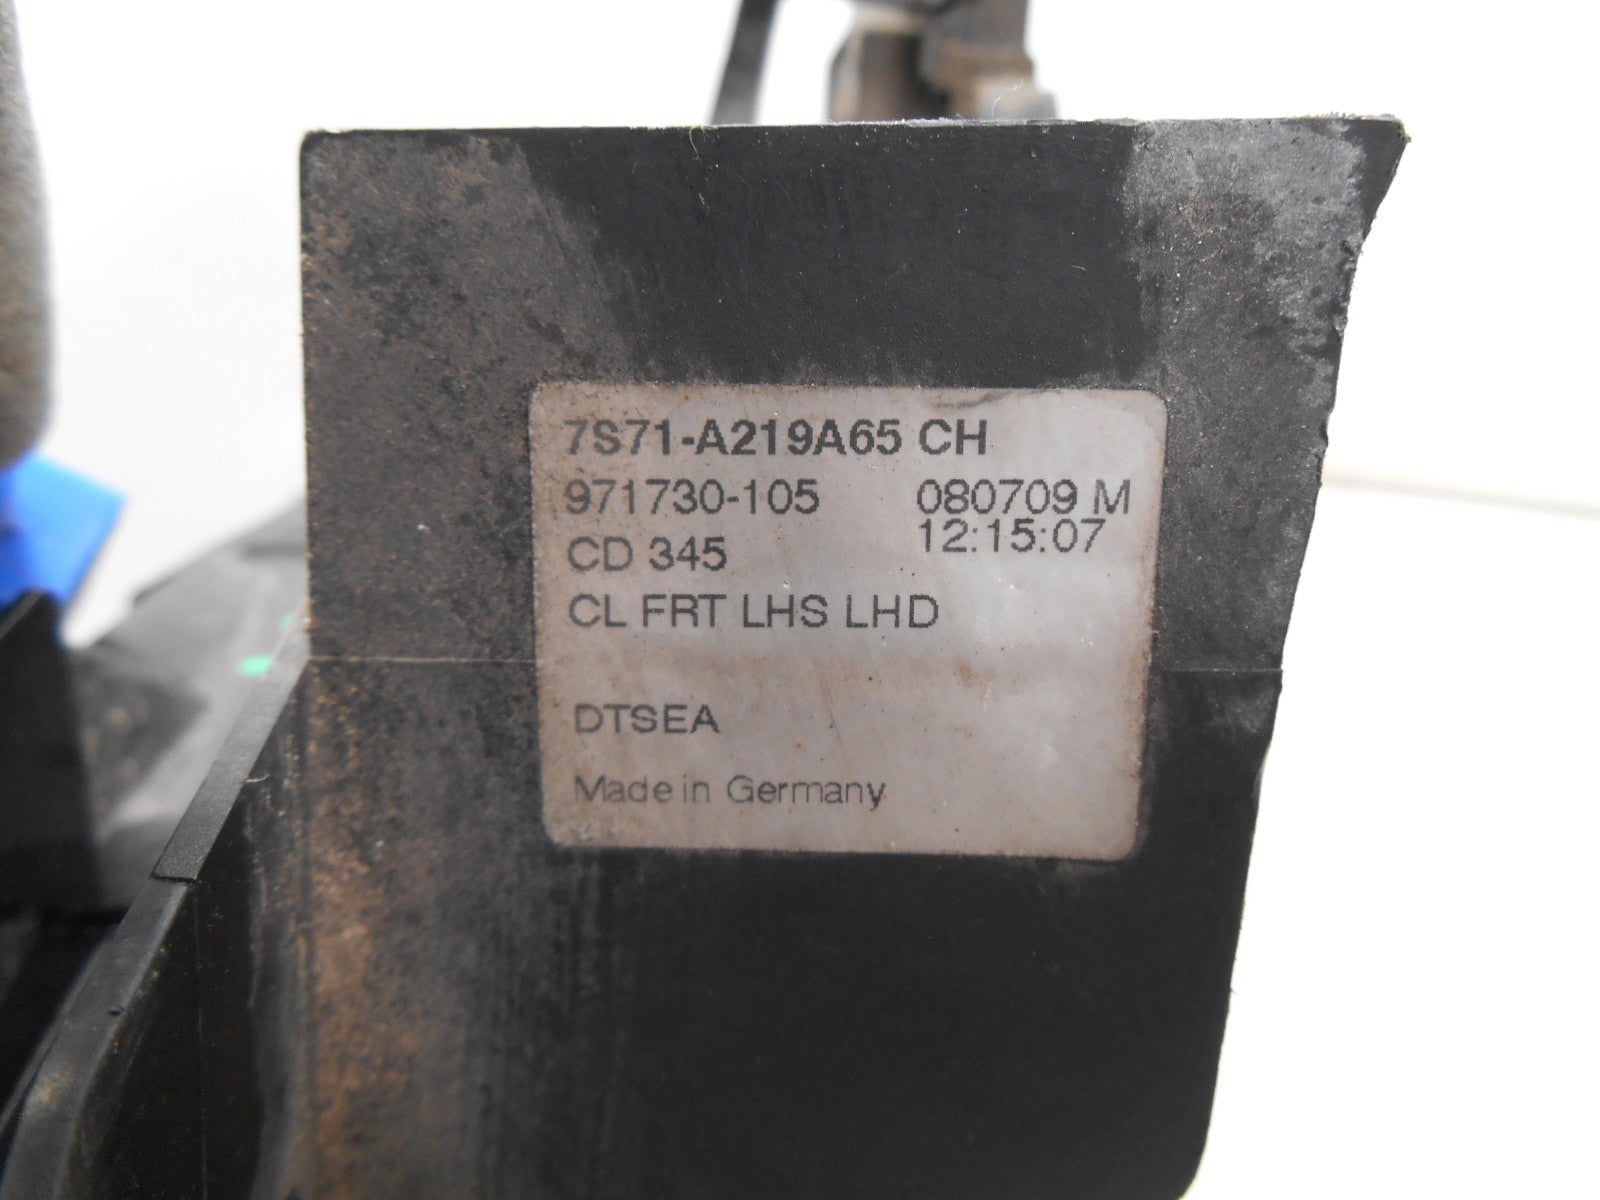 7S71-A219A65 CH
971730-105 080709 M
CD 345 12:15:07
CL FRT LHS LHD
DTSEA
Made in Germany